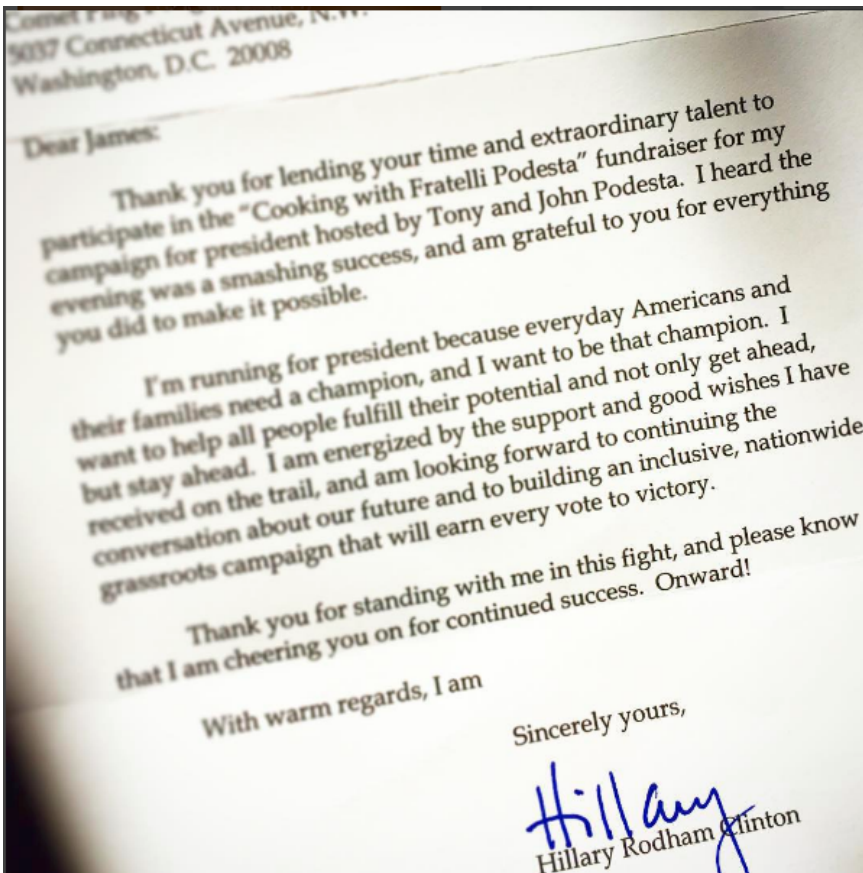 Comet Ping
5037 Connecticut Avenue, N.W.
Washington, D.C. 20008
Dear James:
Thank you for lending your time and extraordinary talent to
participate in the "Cooking with Fratelli Podesta" fundraiser for my
campaign for president hosted by Tony and John Podesta. I heard the
evening was a smashing success, and am grateful to you for everything
you did to make it possible.
I'm running for president because everyday Americans and
their families need a champion, and I want to be that champion. I
want to help all people fulfill their potential and not only get ahead,
but stay ahead. I am energized by the support and good wishes I have
received on the trail, and am looking forward to continuing the
conversation about our future and to building an inclusive, nationwide
grassroots campaign that will earn every vote to victory.
Thank you for standing with me in this fight, and please know
that I am cheering you on for continued success. Onward!
With warm regards, I am
Sincerely yours,
Hillary
Hillary Rodham Clinton